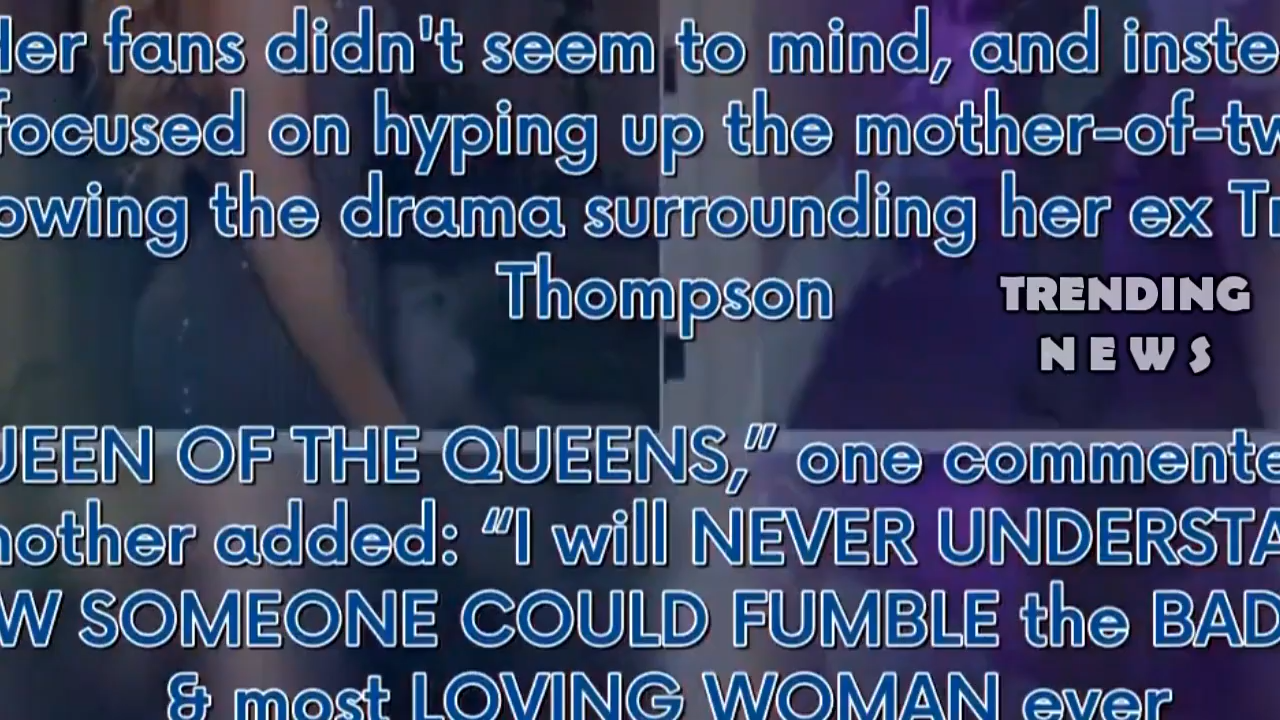 Her fans didn't seem to mind, and inste
focused on hyping up the mother-of-tw
owing the drama surrounding her ex Tr
Thompson
TRENDING
NEWS
UEEN OF THE QUEENS,” one commente
nother added: “I will NEVER UNDERSTA
W SOMEONE COULD FUMBLE the BAD
& most LOVING WOMAN ever